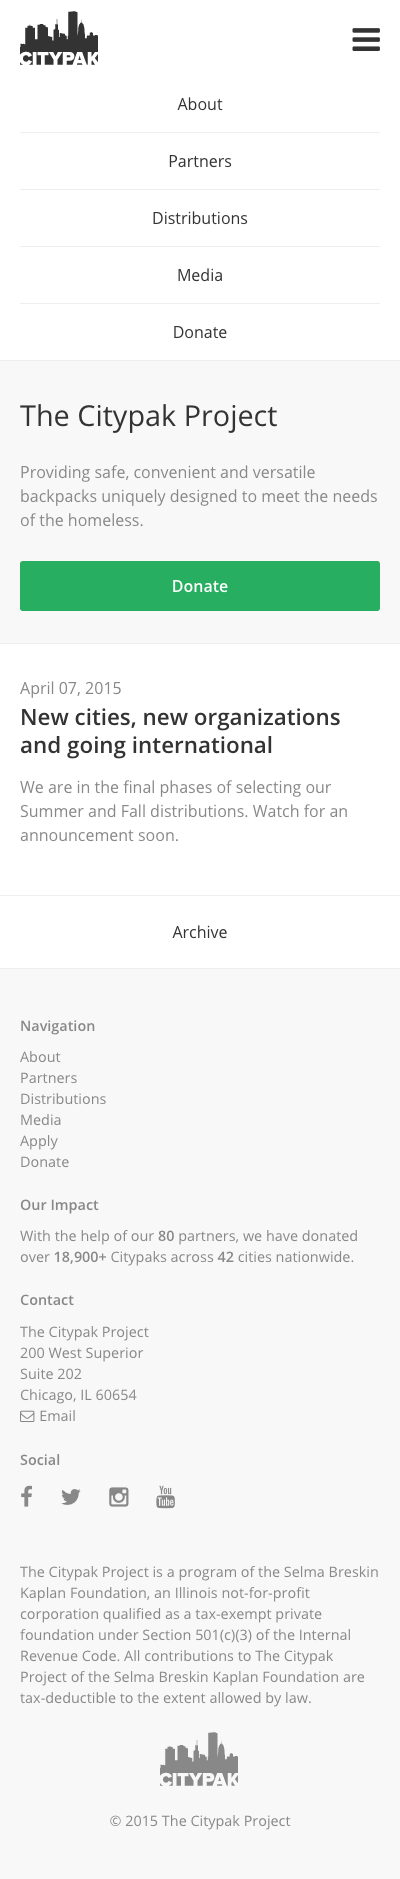 CITYPAK
About
Partners
Distributions
Media
Donate
The Citypak Project
Providing safe, convenient and versatile
backpacks uniquely designed to meet the needs
of the homeless.
Donate
April 07, 2015
New cities, new organizations
and going international
We are in the final phases of selecting our
Summer and Fall distributions. Watch for an
announcement soon.
Archive
Navigation
About
Partners
Distributions
Media
Apply
Donate
Our Impact
With the help of our 80 partners, we have donated
over 18,900+ Citypaks across 42 cities nationwide.
Contact
The Citypak Project
200 West Superior
Suite 202
Chicago, IL 60654
Email
Social
You
Tube
The Citypak Project is a program of the Selma Breskin
Kaplan Foundation, an Illinois not-for-profit
corporation qualified as a tax-exempt private
foundation under Section 501(c)(3) of the Internal
Revenue Code. All contributions to The Citypak
Project of the Selma Breskin Kaplan Foundation are
tax-deductible to the extent allowed by law.
CITYPAK
© 2015 The Citypak Project